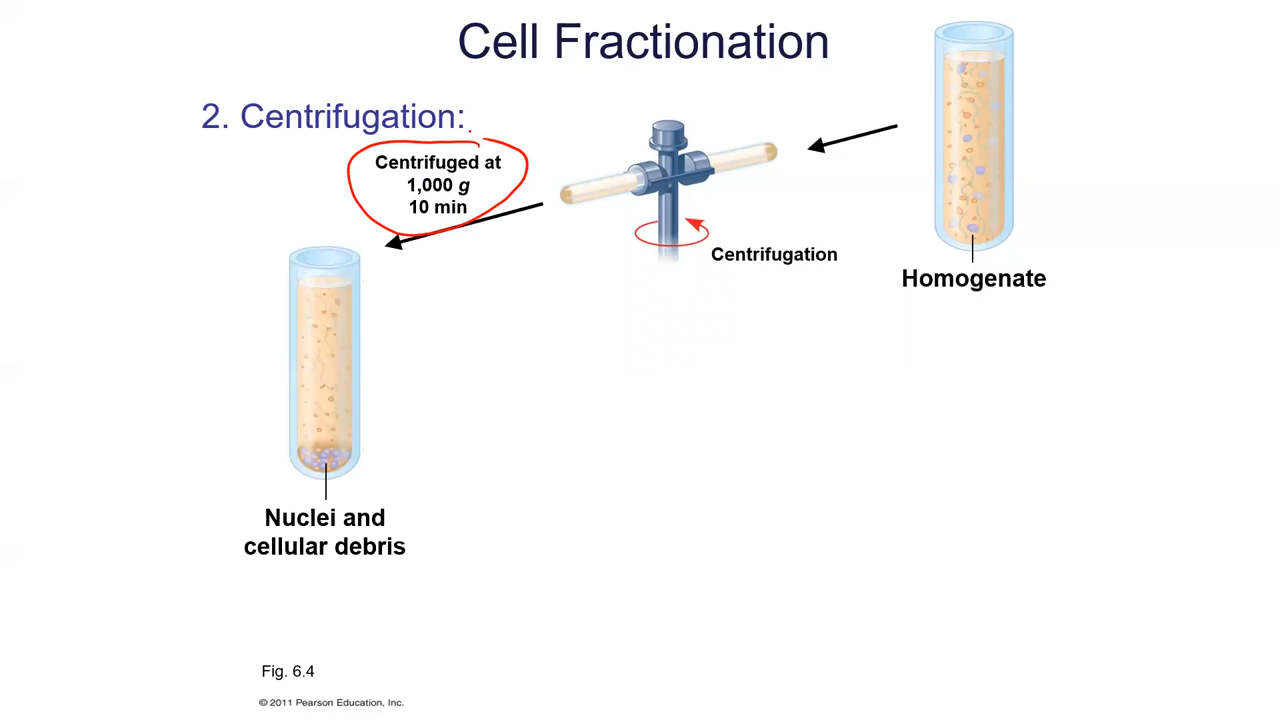 Cell Fractionation
2. Centrifugation:
Centrifuged at
1,000 g
10 min
Centrifugation
Homogenate
Nuclei and
cellular debris
Fig. 6.4
© 2011 Pearson Education, Inc.